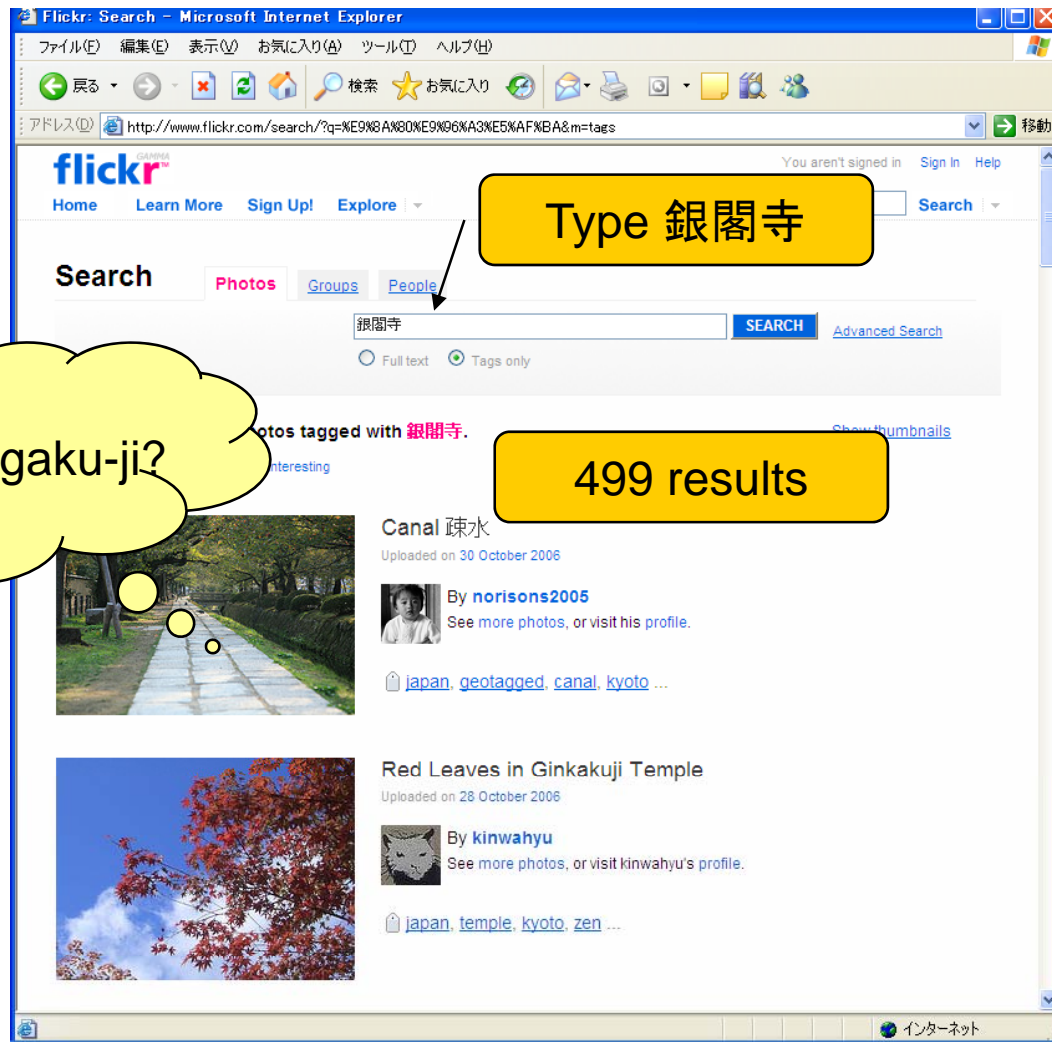 Flickr: Search - Microsoft Internet Explorer
ファイル(F) 編集(E) 表示(V) お気に入り(A) ツール(T) ヘルプ(H)
戻る 検索 お気に入り
アドレス(D) http://www.flickr.com/search/?q=%E9%8A%80%E9%96%A3%E5%AF%BA&m=tags 移動
flickr GAMMA ™
You aren't signed in Sign In Help
Home Learn More Sign Up! Explore Search
Type 銀閣寺
Search Photos Groups People
銀閣寺 SEARCH Advanced Search
Full text Tags only
otos tagged with 銀閣寺. Show thumbnails
gaku-ji?
nteresting
499 results
Canal 疎水
Uploaded on 30 October 2006
By norisons2005
See more photos, or visit his profile.
japan, geotagged, canal, kyoto ...
Red Leaves in Ginkakuji Temple
Uploaded on 28 October 2006
By kinwahyu
See more photos, or visit kinwahyu's profile.
japan, temple, kyoto, zen ...
インターネット